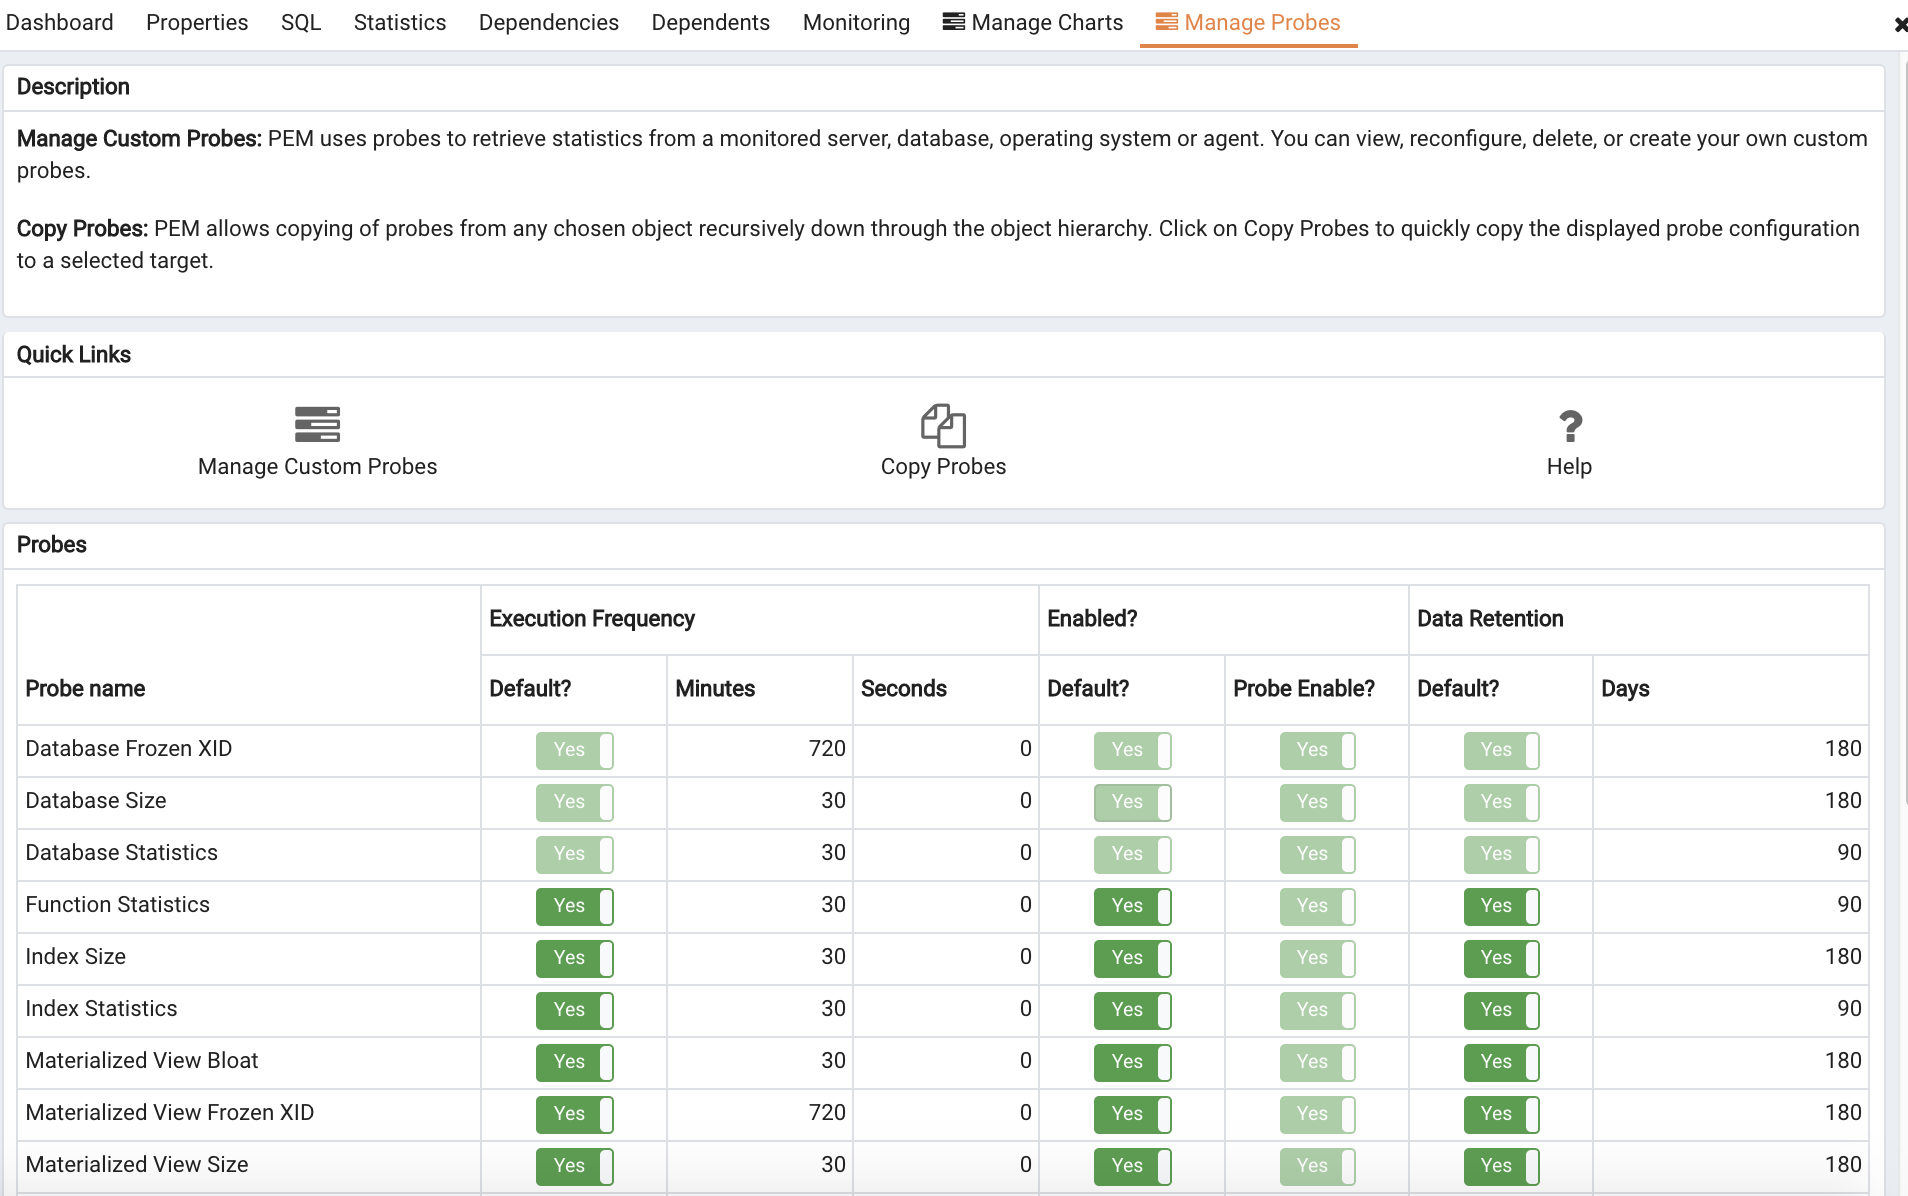 Dashboard Properties SQL Statistics Dependencies Dependents Monitoring Manage Charts Manage Probes
Description
Manage Custom Probes: PEM uses probes to retrieve statistics from a monitored server, database, operating system or agent. You can view, reconfigure, delete, or create your own custom
probes.
Copy Probes: PEM allows copying of probes from any chosen object recursively down through the object hierarchy. Click on Copy Probes to quickly copy the displayed probe configuration
to a selected target.
Quick Links
Manage Custom Probes Copy Probes Help
Probes
Execution Frequency Enabled? Data Retention
Probe name Default? Minutes Seconds Default? Probe Enable? Default? Days
Database Frozen XID Yes 720 0 Yes Yes Yes 180
Database Size Yes 30 0 Yes Yes Yes 180
Database Statistics Yes 30 0 Yes Yes Yes 90
Function Statistics Yes 30 0 Yes Yes Yes 90
Index Size Yes 30 0 Yes Yes Yes 180
Index Statistics Yes 30 0 Yes Yes Yes 90
Materialized View Bloat Yes 30 0 Yes Yes Yes 180
Materialized View Frozen XID Yes 720 0 Yes Yes Yes 180
Materialized View Size Yes 30 0 Yes Yes Yes 180